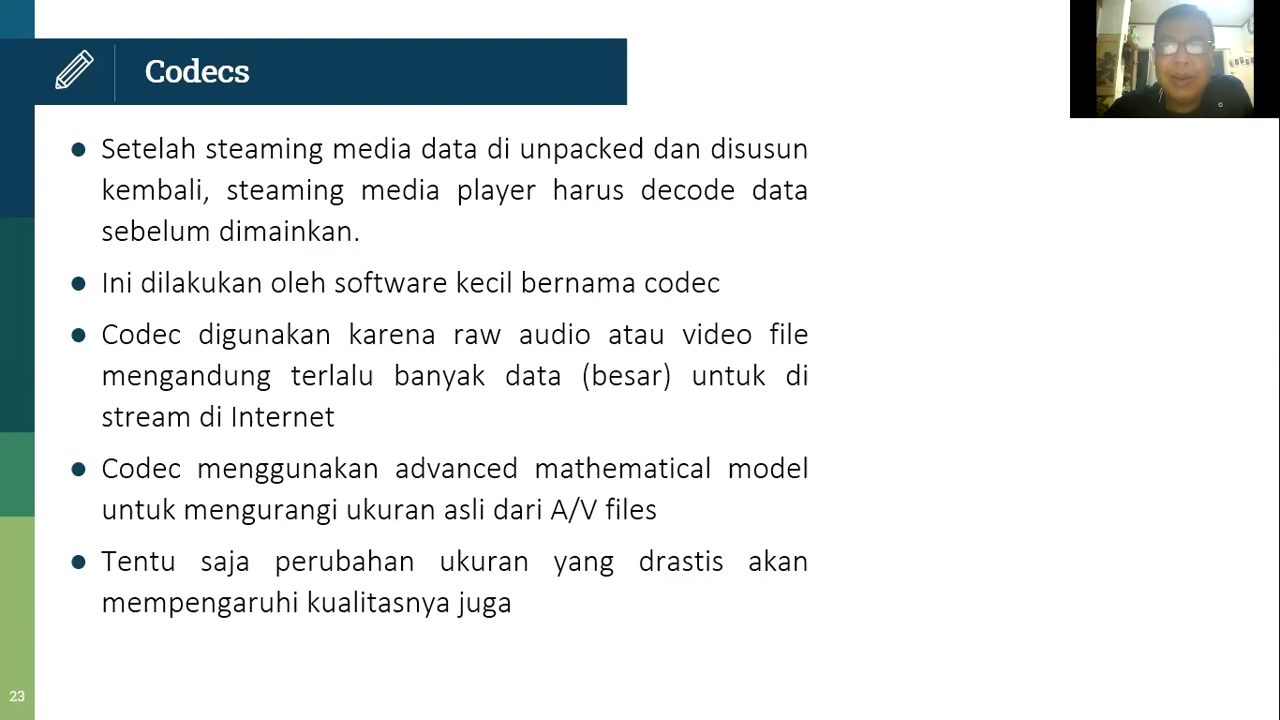 Codecs
Setelah steaming media data di unpacked dan disusun
kembali, steaming media player harus decode data
sebelum dimainkan.
Ini dilakukan oleh software kecil bernama codec
Codec digunakan karena raw audio atau video file
mengandung terlalu banyak data (besar) untuk di
stream di Internet
Codec menggunakan advanced mathematical model
untuk mengurangi ukuran asli dari A/V files
Tentu saja perubahan ukuran yang drastis akan
mempengaruhi kualitasnya juga
23